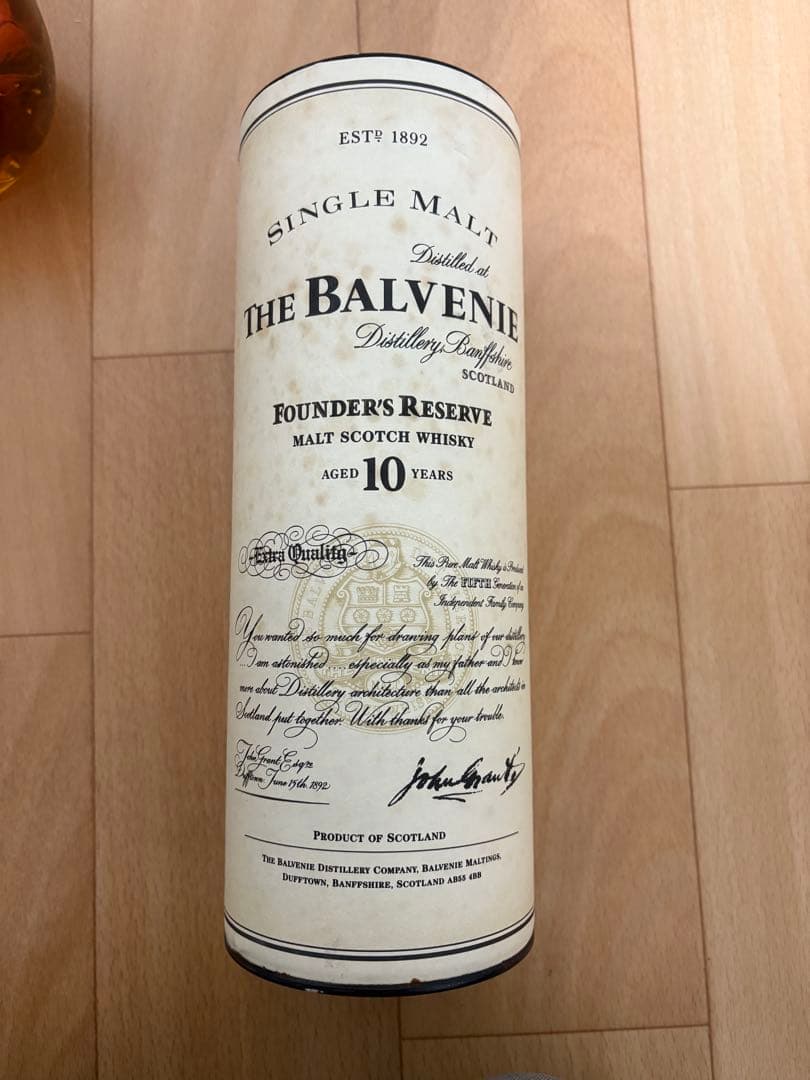 ESTD 1892
SINGLE MALT
Distilled at
THE BALVENIE
Distillery, Banffshire
SCOTLAND
FOUNDER'S RESERVE
MALT SCOTCH WHISKY
AGED 10 YEARS
Extra Quality
This Pure Malt Whisky is Produced
by The FIFTH Generation of an
Independent Family Company
You wanted so much for drawing plans of our distillery
...I am astonished.... especially as my father and I know
more about Distillery architecture than all the architects in
Scotland put together. With thanks for your trouble.
John Grant Esqre
Dufftown June 15th. 1892
John Grant
PRODUCT OF SCOTLAND
THE BALVENIE DISTILLERY COMPANY, BALVENIE MALTINGS,
DUFFTOWN, BANFFSHIRE, SCOTLAND AB55 4BB